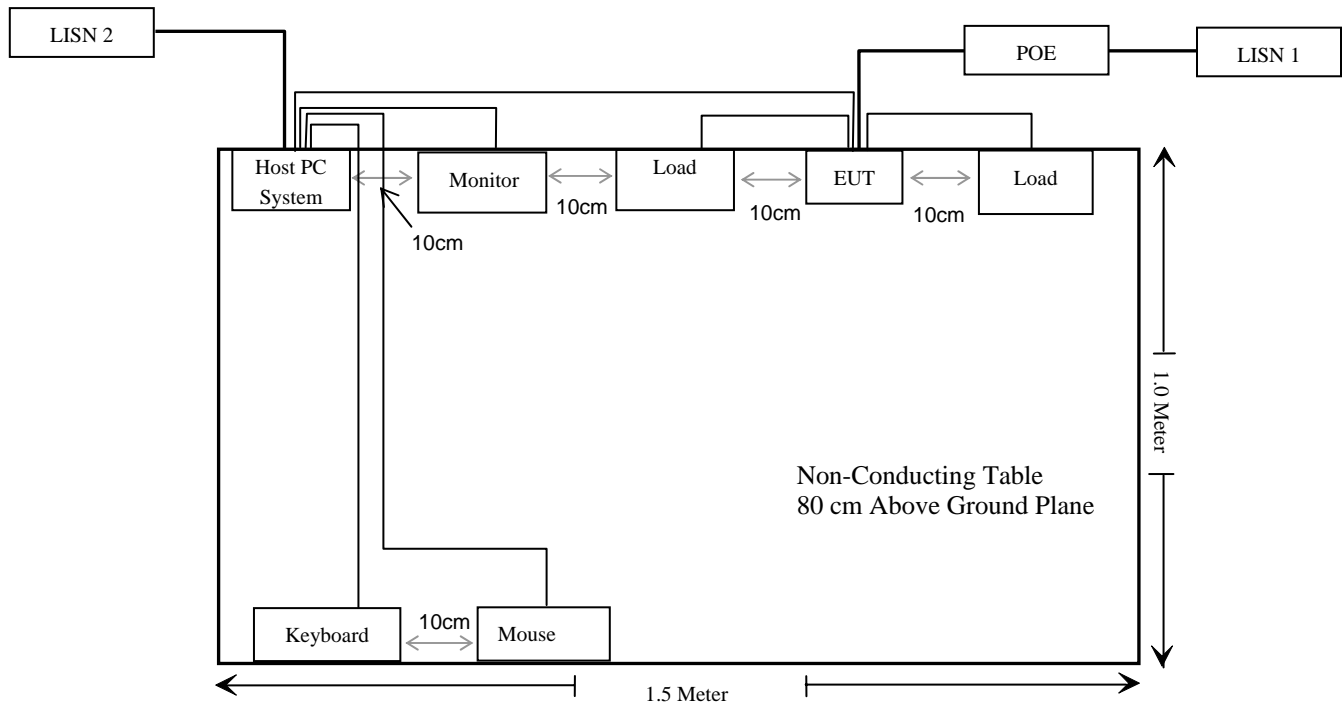 LISN 2
POE
LISN 1
Host PC
System
Monitor
Load
EUT
Load
10cm
10cm
10cm
10cm
1.0 Meter
Non-Conducting Table
80 cm Above Ground Plane
10cm
Keyboard
Mouse
1.5 Meter